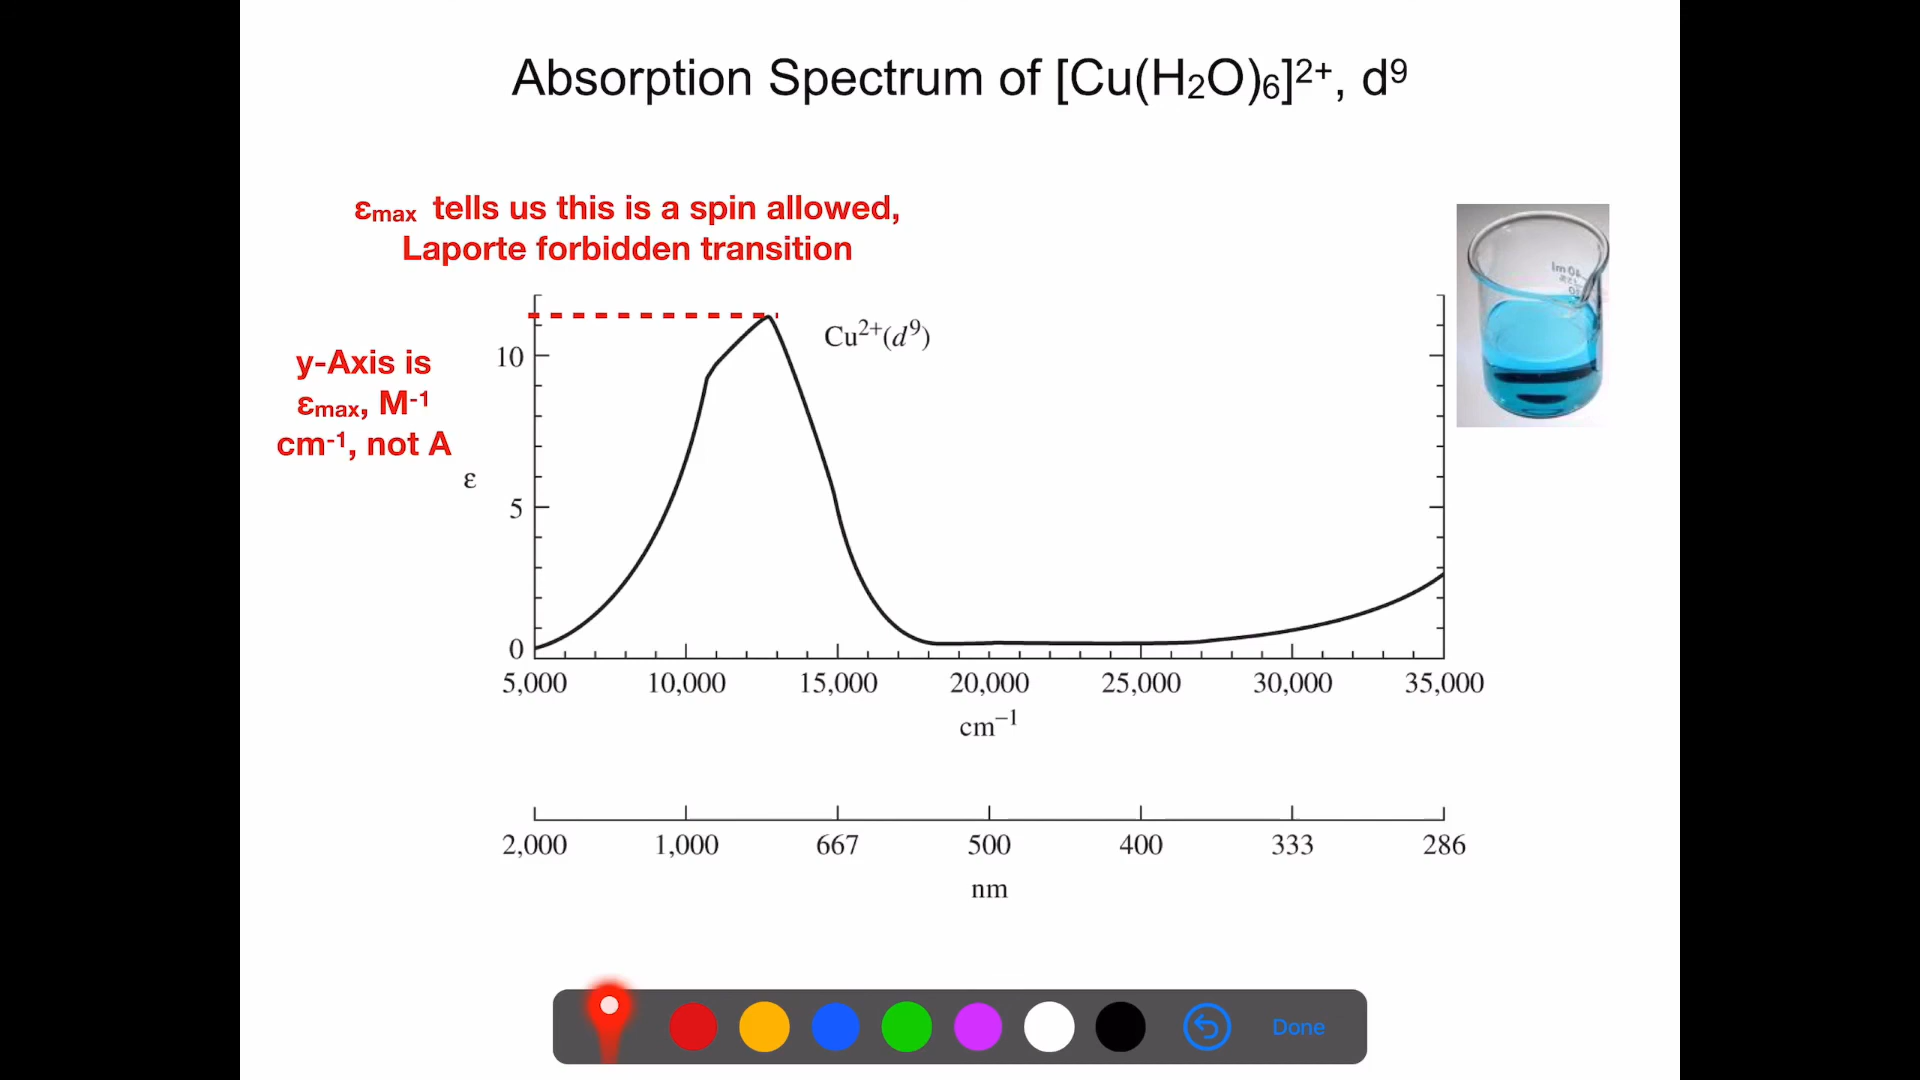 Absorption Spectrum of [Cu(H₂O)₆]²⁺, d⁹
εmax tells us this is a spin allowed,
Laporte forbidden transition
y-Axis is
εmax, M⁻¹
cm⁻¹, not A
Cu²⁺(d⁹)
10
ε
5
0
5,000 10,000 15,000 20,000 25,000 30,000 35,000
cm⁻¹
2,000 1,000 667 500 400 333 286
nm
Done